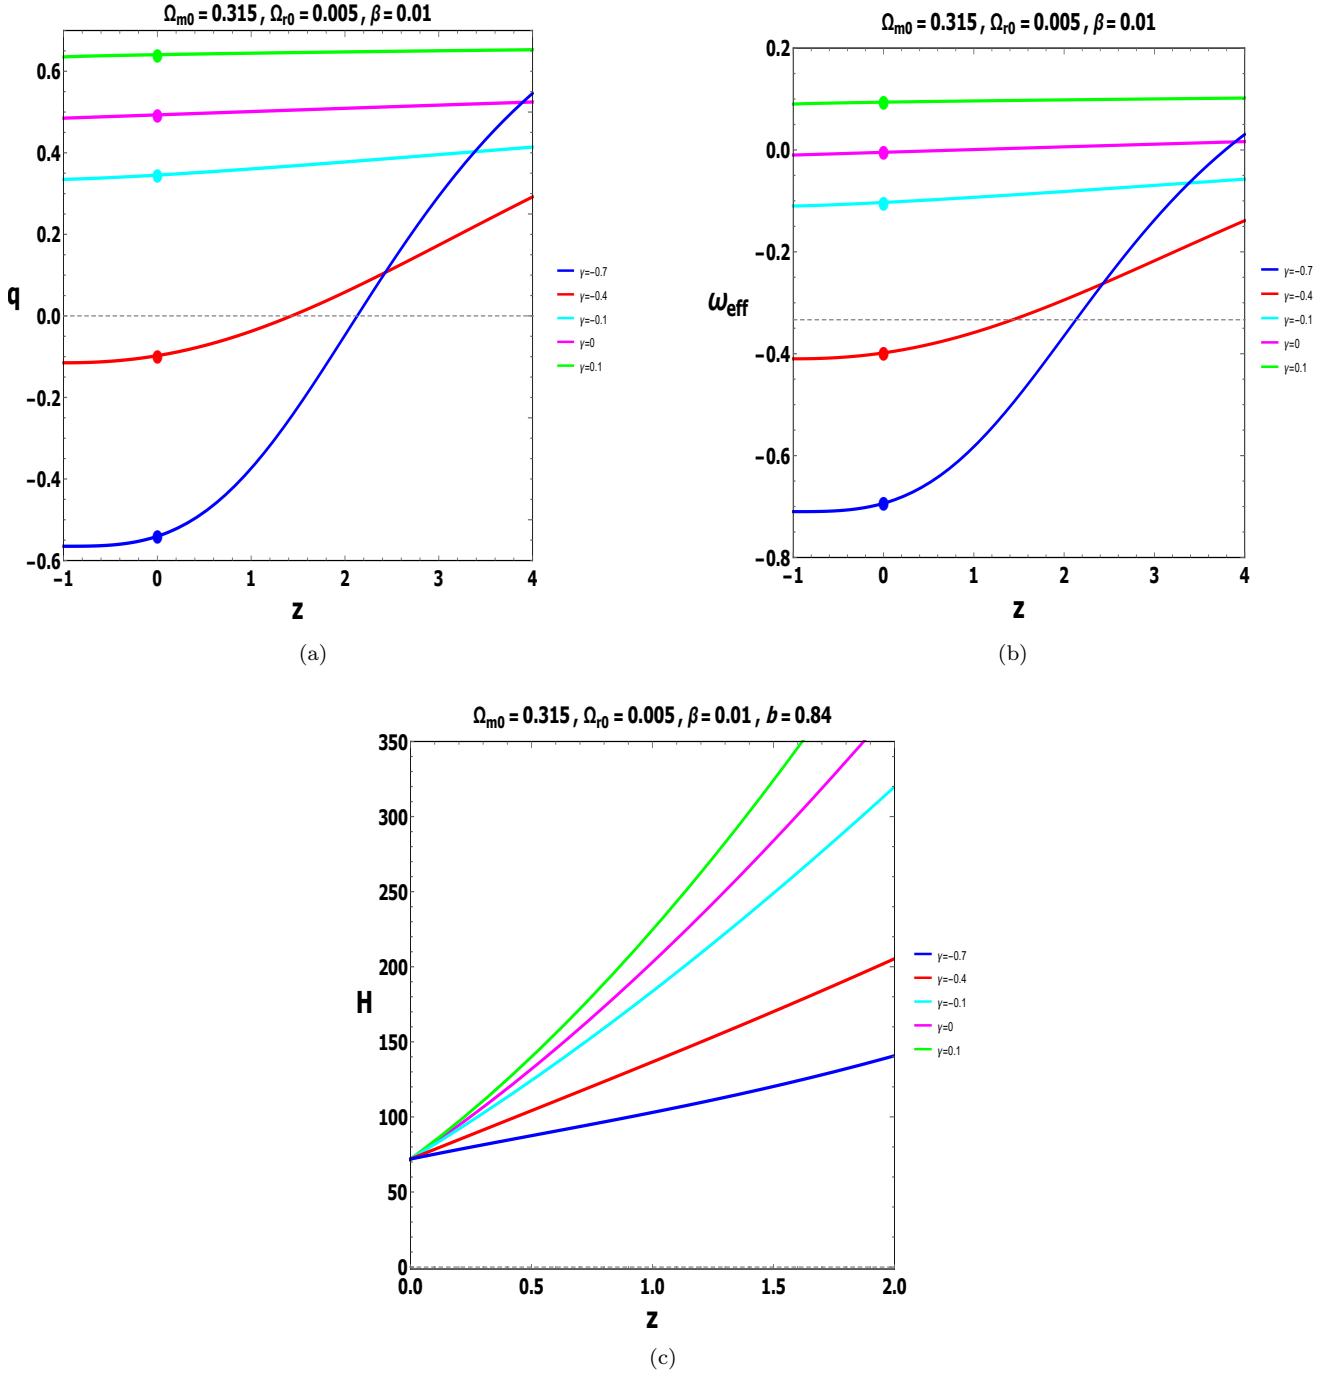 Ωm0 = 0.315 , Ωr0 = 0.005 , β = 0.01
q
0.6
0.4
0.2
0.0
−0.2
−0.4
−0.6
−1 0 1 2 3 4
z
γ=-0.7
γ=-0.4
γ=-0.1
γ=0
γ=0.1
(a)
Ωm0 = 0.315 , Ωr0 = 0.005 , β = 0.01
ωeff
0.2
0.0
−0.2
−0.4
−0.6
−0.8
−1 0 1 2 3 4
z
γ=-0.7
γ=-0.4
γ=-0.1
γ=0
γ=0.1
(b)
Ωm0 = 0.315 , Ωr0 = 0.005 , β = 0.01 , b = 0.84
H
350
300
250
200
150
100
50
0
0.0 0.5 1.0 1.5 2.0
z
γ=-0.7
γ=-0.4
γ=-0.1
γ=0
γ=0.1
(c)